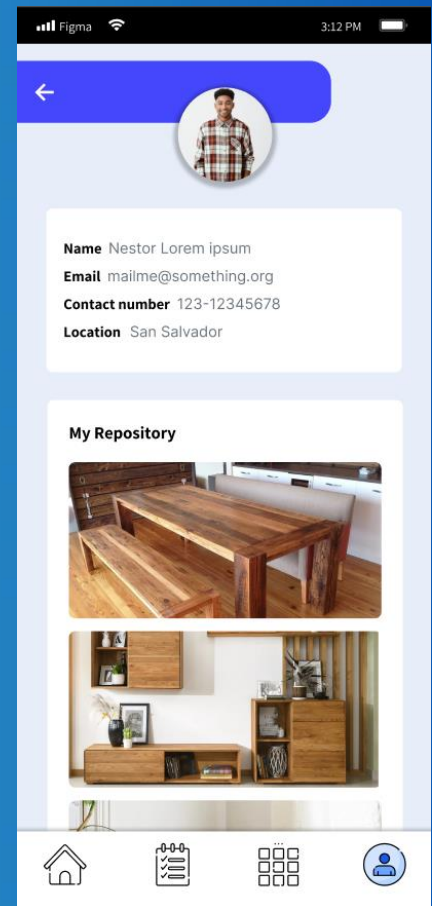 Figma
3:12 PM
Name Nestor Lorem ipsum
Email mailme@something.org
Contact number 123-12345678
Location San Salvador
My Repository